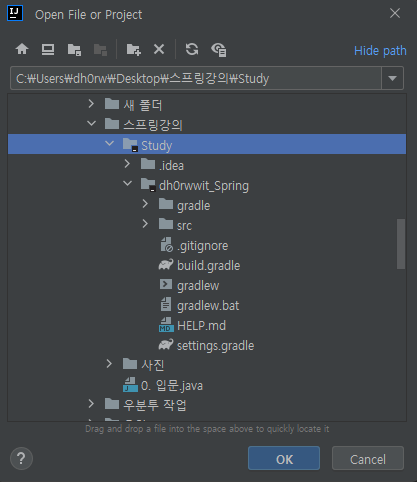 Open File or Project
Hide path
C:₩Users₩dh0rw₩Desktop₩스프링강의₩Study
새 폴더
스프링강의
Study
.idea
dh0rwwit_Spring
gradle
src
.gitignore
build.gradle
gradlew
gradlew.bat
HELP.md
settings.gradle
사진
0. 입문.java
우분투 작업
Drag and drop a file into the space above to quickly locate it
? OK Cancel